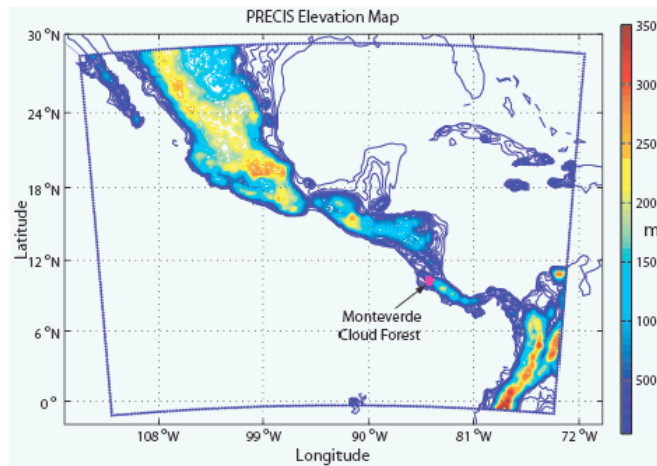 PRECIS Elevation Map
30°N
24°N
18°N
12°N
6°N
0°
Latitude
108°W
99°W
90°W
81°W
72°W
Longitude
Monteverde
Cloud Forest
350
300
250
200
m
150
100
500